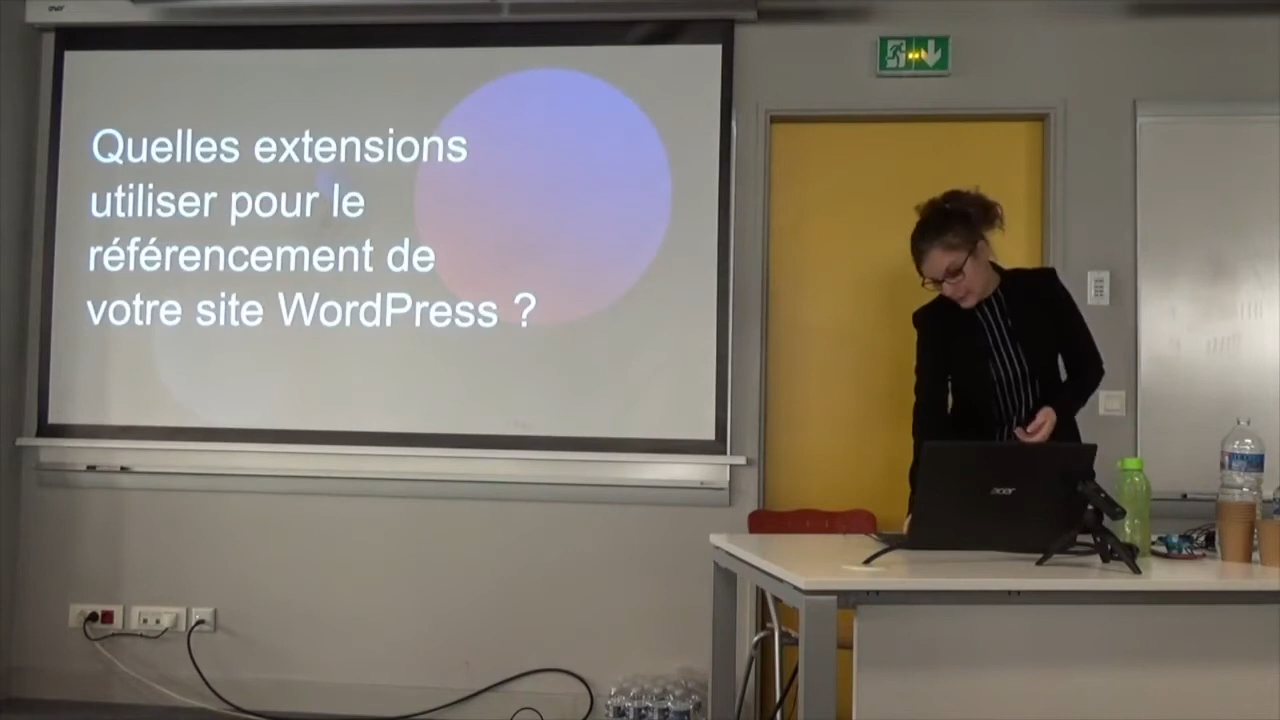 Quelles extensions
utiliser pour le
référencement de
votre site WordPress ?
acer